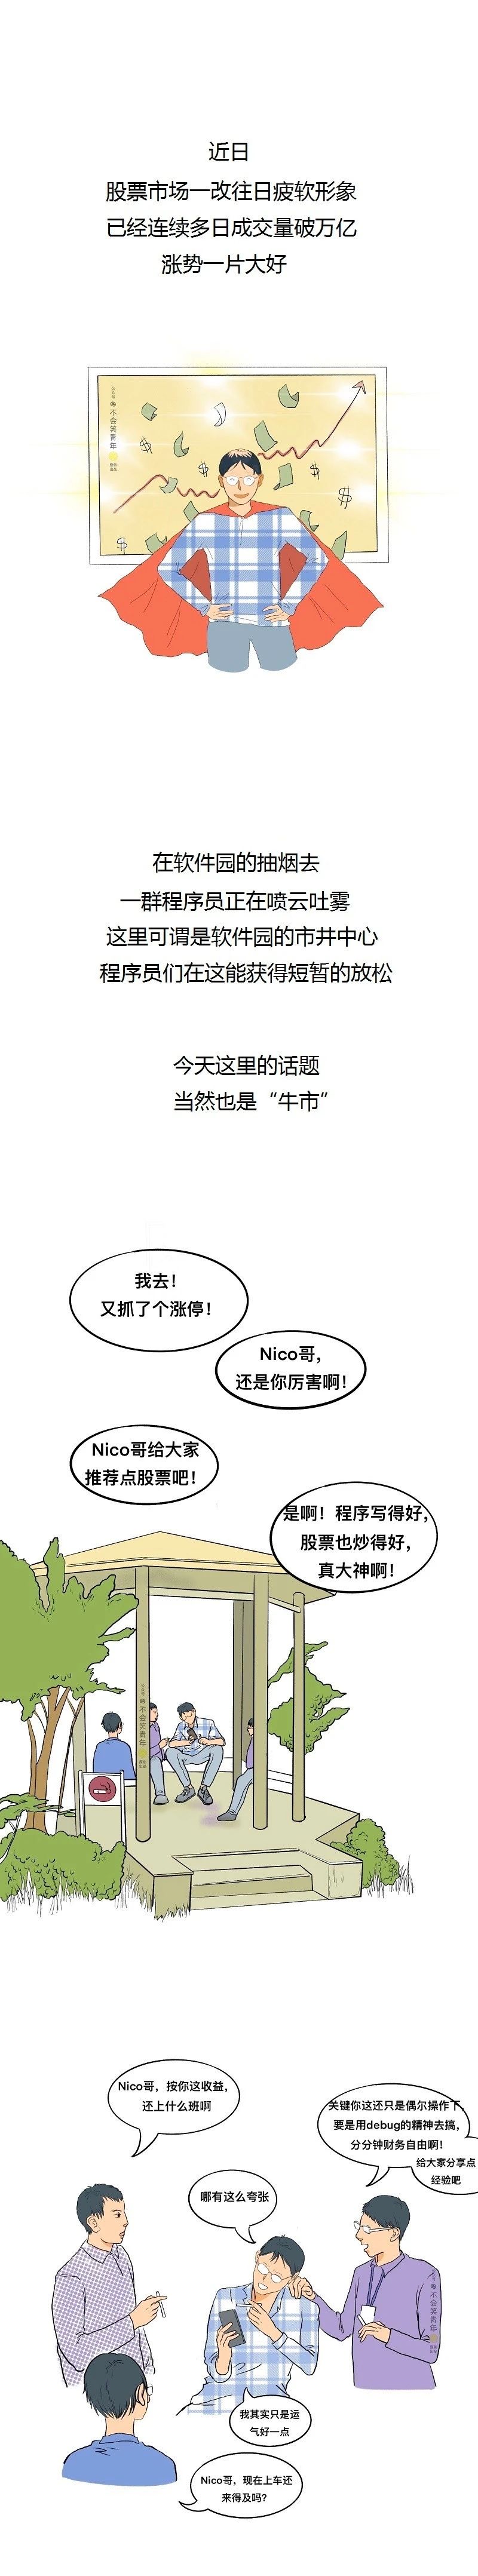 近日
股票市场一改往日疲软形象
已经连续多日成交量破万亿
涨势一片大好
不会笑青年
在软件园的抽烟去
一群程序员正在喷云吐雾
这里可谓是软件园的市井中心
程序员们在这能获得短暂的放松
今天这里的话题
当然也是“牛市”
我去！
又抓了个涨停！
Nico哥，
还是你厉害啊！
Nico哥给大家
推荐点股票吧！
是啊！程序写得好，
股票也炒得好，
真大神啊！
不会笑青年
Nico哥，按你这收益，
还上什么班啊
关键你这还只是偶尔操作下，
要是用debug的精神去搞，
分分钟财务自由啊！
给大家分享点
经验吧
哪有这么夸张
不会笑青年
我其实只是运
气好一点
Nico哥，现在上车还
来得及吗？